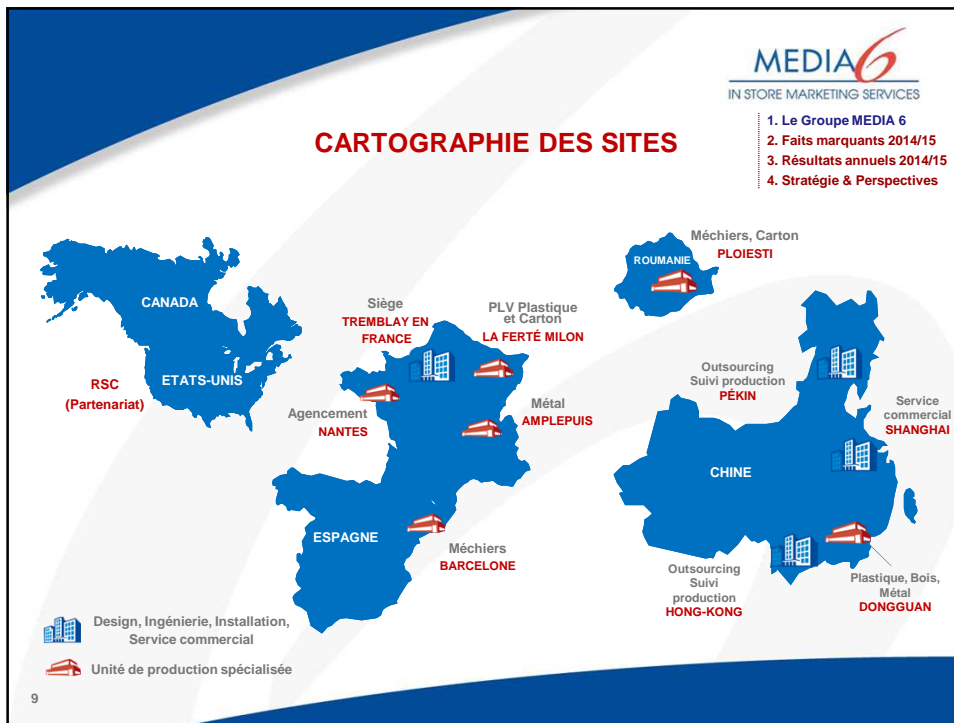 MEDIA6
IN STORE MARKETING SERVICES
1. Le Groupe MEDIA 6
2. Faits marquants 2014/15
3. Résultats annuels 2014/15
4. Stratégie & Perspectives
CARTOGRAPHIE DES SITES
CANADA
ETATS-UNIS
RSC
(Partenariat)
Siège
TREMBLAY EN
FRANCE
PLV Plastique
et Carton
LA FERTÉ MILON
Agencement
NANTES
Métal
AMPLEPUIS
ESPAGNE
Méchiers
BARCELONE
Méchiers, Carton
PLOIESTI
ROUMANIE
Outsourcing
Suivi production
PÉKIN
Service
commercial
SHANGHAI
CHINE
Outsourcing
Suivi
production
HONG-KONG
Plastique, Bois,
Métal
DONGGUAN
Design, Ingénierie, Installation,
Service commercial
Unité de production spécialisée
9